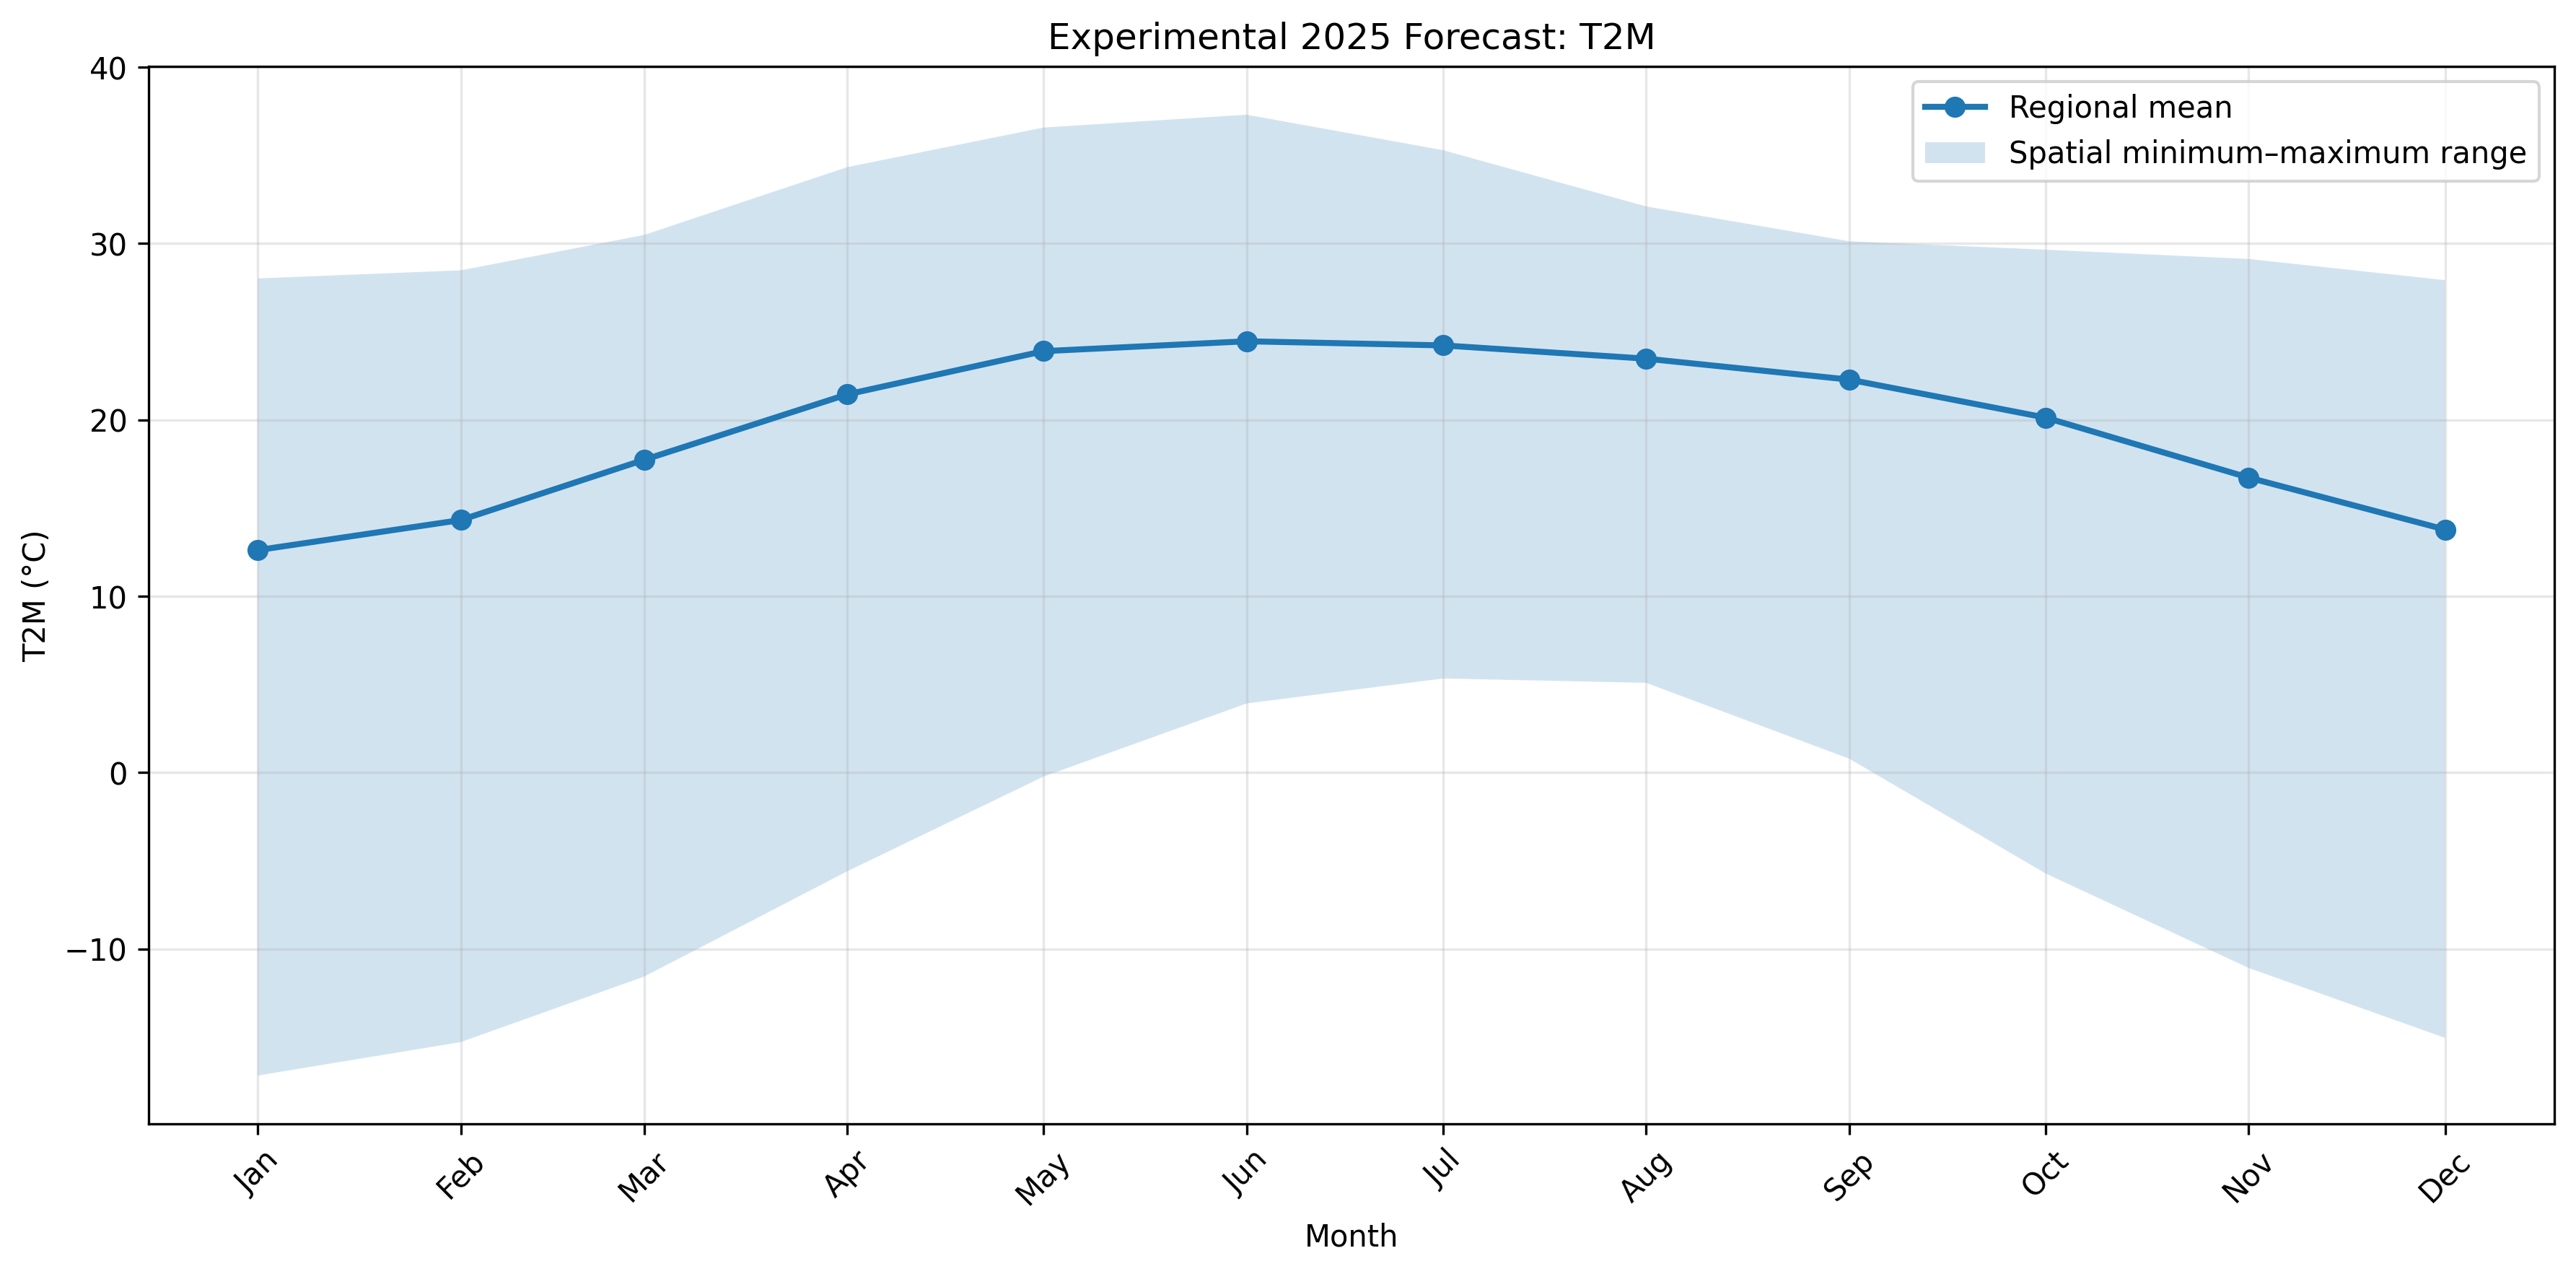 Experimental 2025 Forecast: T2M
Regional mean
Spatial minimum–maximum range
T2M (°C)
40
30
20
10
0
−10
Jan
Feb
Mar
Apr
May
Jun
Jul
Aug
Sep
Oct
Nov
Dec
Month